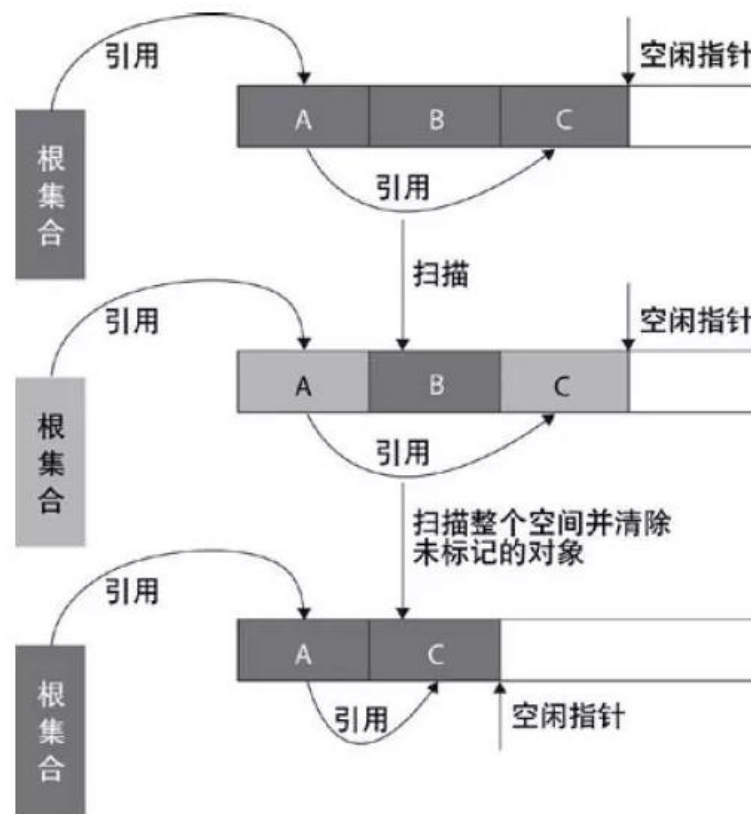 引用
空闲指针
A B C
根集合
引用
扫描
引用
空闲指针
A B C
根集合
引用
扫描整个空间并清除
未标记的对象
引用
A C
根集合
引用
空闲指针